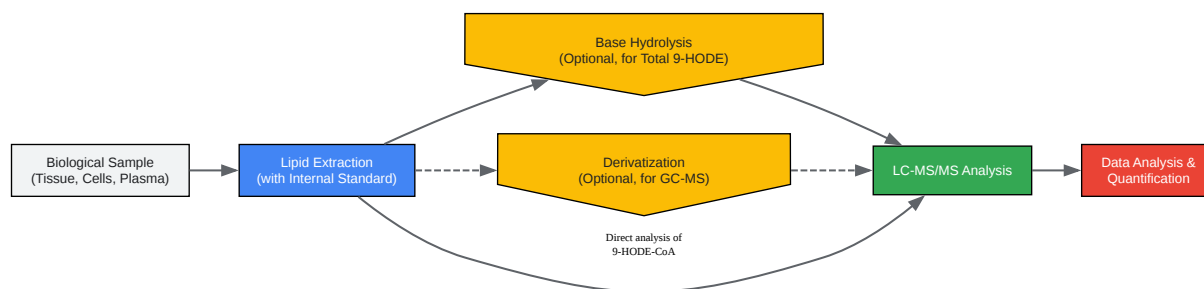 Base Hydrolysis
(Optional, for Total 9-HODE)
Biological Sample
(Tissue, Cells, Plasma)
Lipid Extraction
(with Internal Standard)
Derivatization
(Optional, for GC-MS)
LC-MS/MS Analysis
Data Analysis &
Quantification
Direct analysis of
9-HODE-CoA